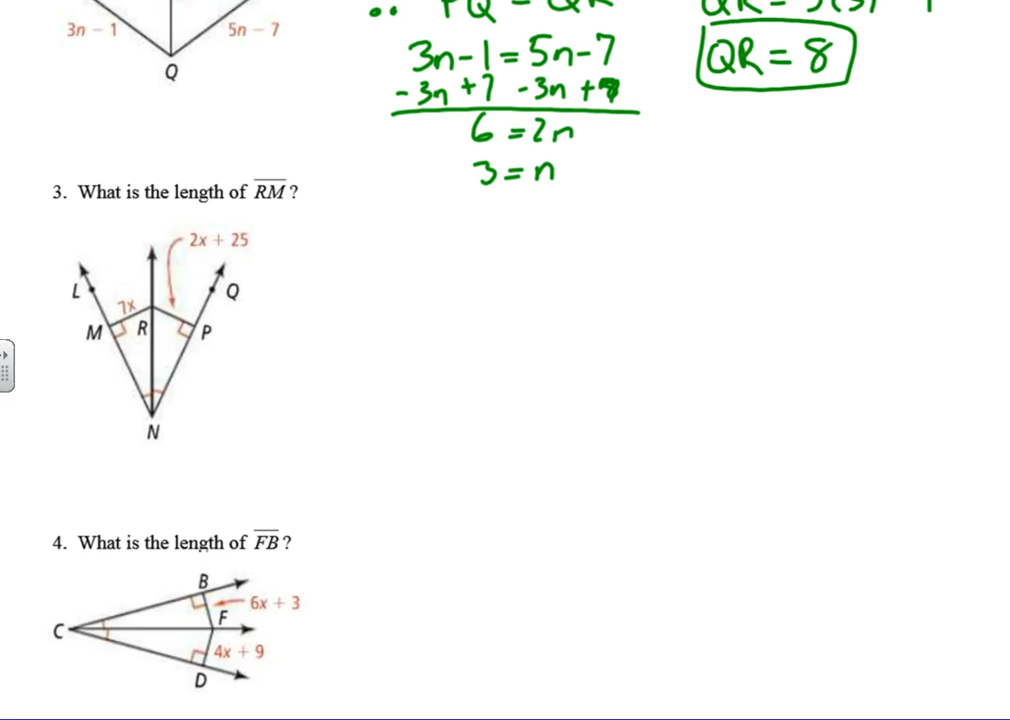 3n − 1
5n − 7
Q
3n-1=5n-7
-3n +7 -3n +7
6 = 2n
3 = n
QR = 8
3. What is the length of RM?
2x + 25
L
Q
7x
M
R
P
N
4. What is the length of FB?
B
6x + 3
F
C
4x + 9
D